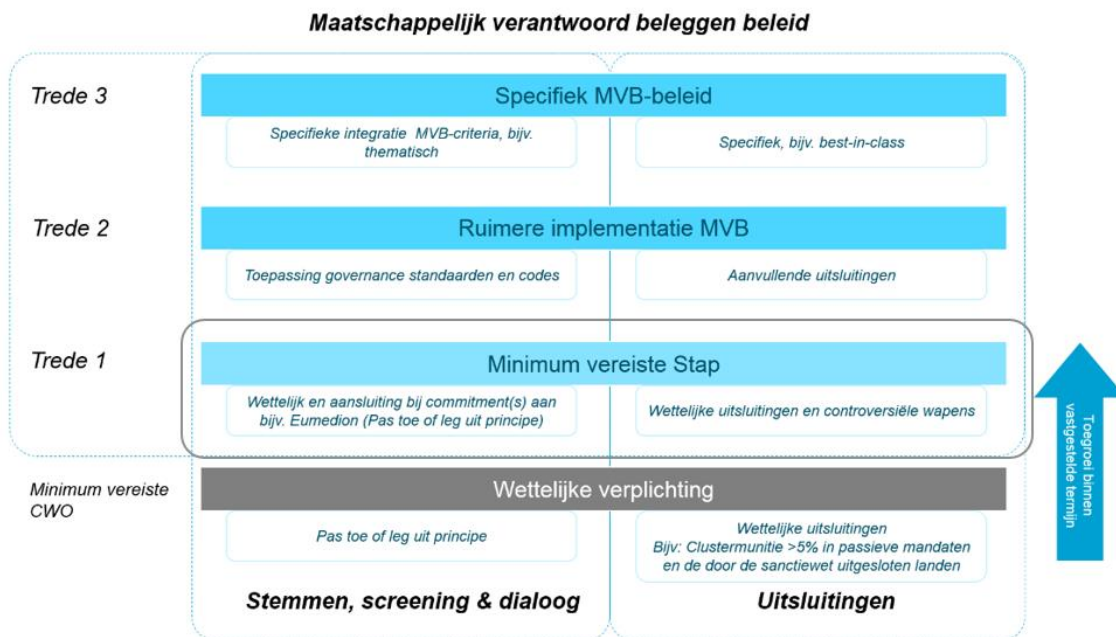 Maatschappelijk verantwoord beleggen beleid
Trede 3
Specifiek MVB-beleid
Specifieke integratie MVB-criteria, bijv.
thematisch
Specifiek, bijv. best-in-class
Trede 2
Ruimere implementatie MVB
Toepassing governance standaarden en codes
Aanvullende uitsluitingen
Trede 1
Minimum vereiste Stap
Wettelijk en aansluiting bij commitment(s) aan
bijv. Eumedion (Pas toe of leg uit principe)
Wettelijke uitsluitingen en controversiële wapens
Toegroei binnen
vastgestelde termijn
Minimum vereiste
CWO
Wettelijke verplichting
Pas toe of leg uit principe
Wettelijke uitsluitingen
Bijv: Clustermunitie >5% in passieve mandaten
en de door de sanctiewet uitgesloten landen
Stemmen, screening & dialoog
Uitsluitingen